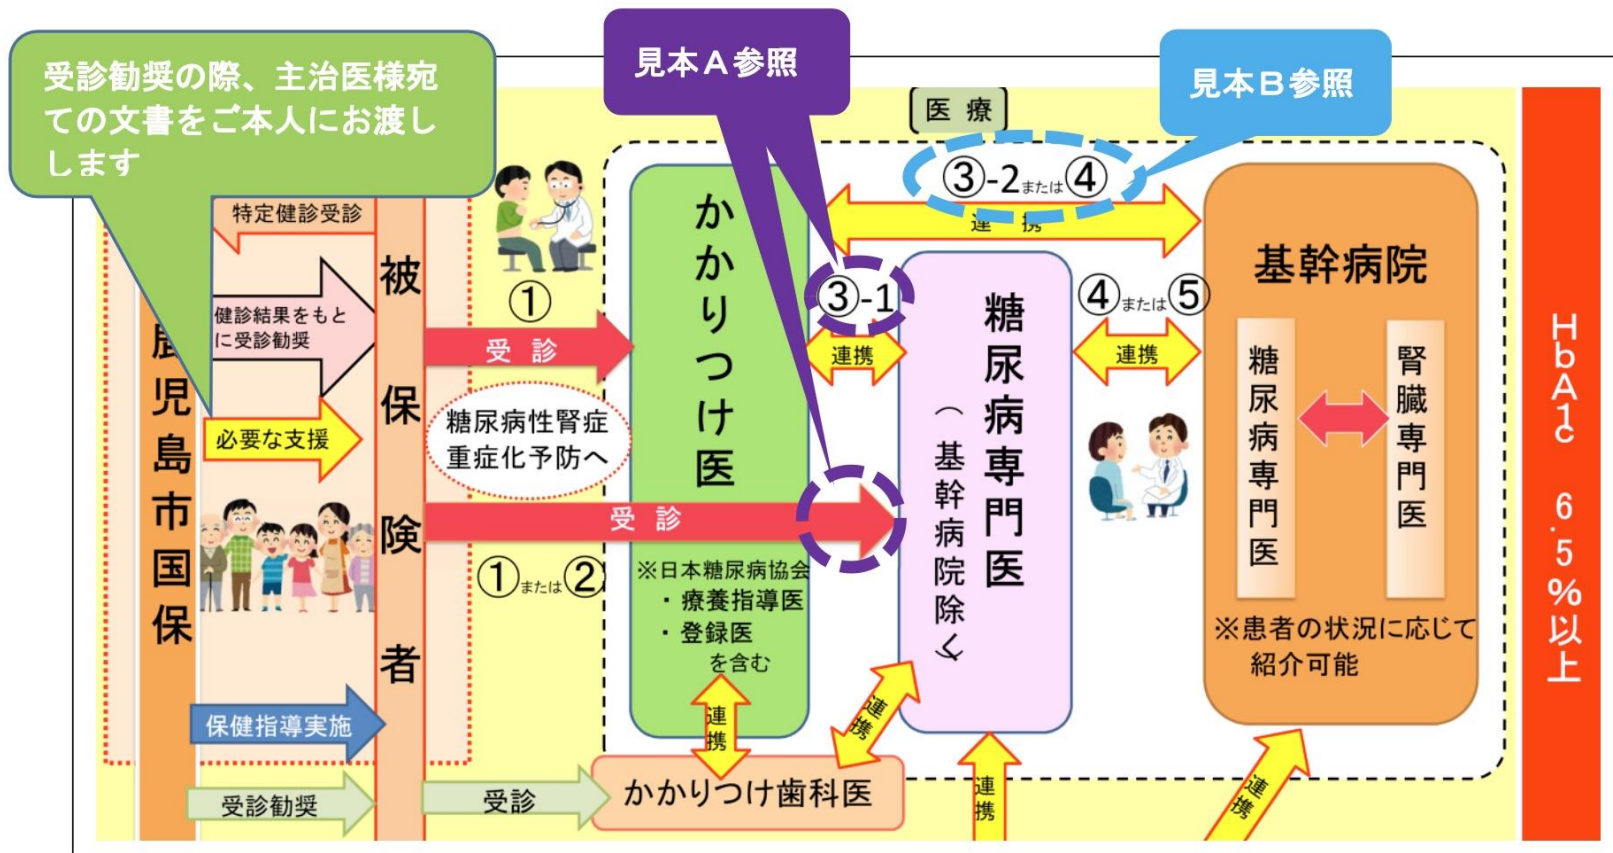 受診勧奨の際、主治医様宛
ての文書をご本人にお渡し
します
見本A参照
見本B参照
医 療
特定健診受診
健診結果をもと
に受診勧奨
必要な支援
保健指導実施
受診勧奨
児島市国保
被保険者
①
受 診
糖尿病性腎症
重症化予防へ
受 診
①または②
受診
かかりつけ医
※日本糖尿病協会
・療養指導医
・登録医
を含む
③-1
連携
③-2または④
連 携
糖尿病専門医
(基幹病院除く)
④または⑤
連携
基幹病院
糖尿病専門医
腎臓専門医
※患者の状況に応じて
紹介可能
連携
連携
かかりつけ歯科医
連携
連携
HbA1c 6.5%以上